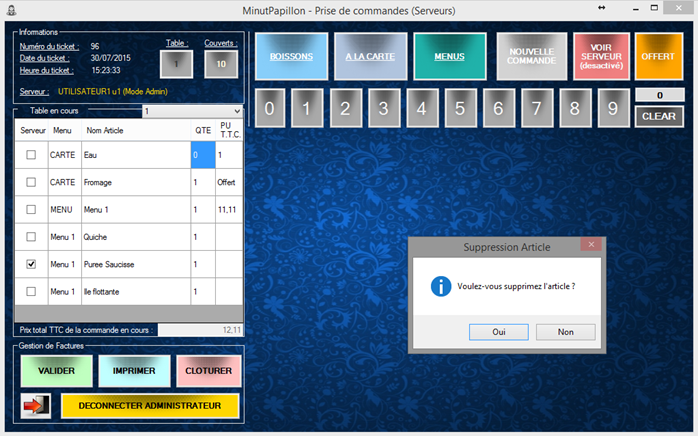 MinutPapillon - Prise de commandes (Serveurs)
Informations
Numéro du ticket : 96
Date du ticket : 30/07/2015
Heure du ticket : 15:23:33
Table : Couverts :
1 10
Serveur : UTILISATEUR1 u1 (Mode Admin)
BOISSONS
A LA CARTE
MENUS
NOUVELLE
COMMANDE
VOIR
SERVEUR
(desactivé)
OFFERT
0 1 2 3 4 5 6 7 8 9
0
CLEAR
Table en cours 1
Serveur Menu Nom Article QTE PU T.T.C.
CARTE Eau 0 1
CARTE Fromage 1 Offert
MENU Menu 1 1 11,11
Menu 1 Quiche 1
Menu 1 Puree Saucisse 1
Menu 1 Ile flottante 1
Prix total TTC de la commande en cours : 12,11
Gestion de Factures
VALIDER IMPRIMER CLOTURER
DECONNECTER ADMINISTRATEUR
Suppression Article
Voulez-vous supprimez l'article ?
Oui Non